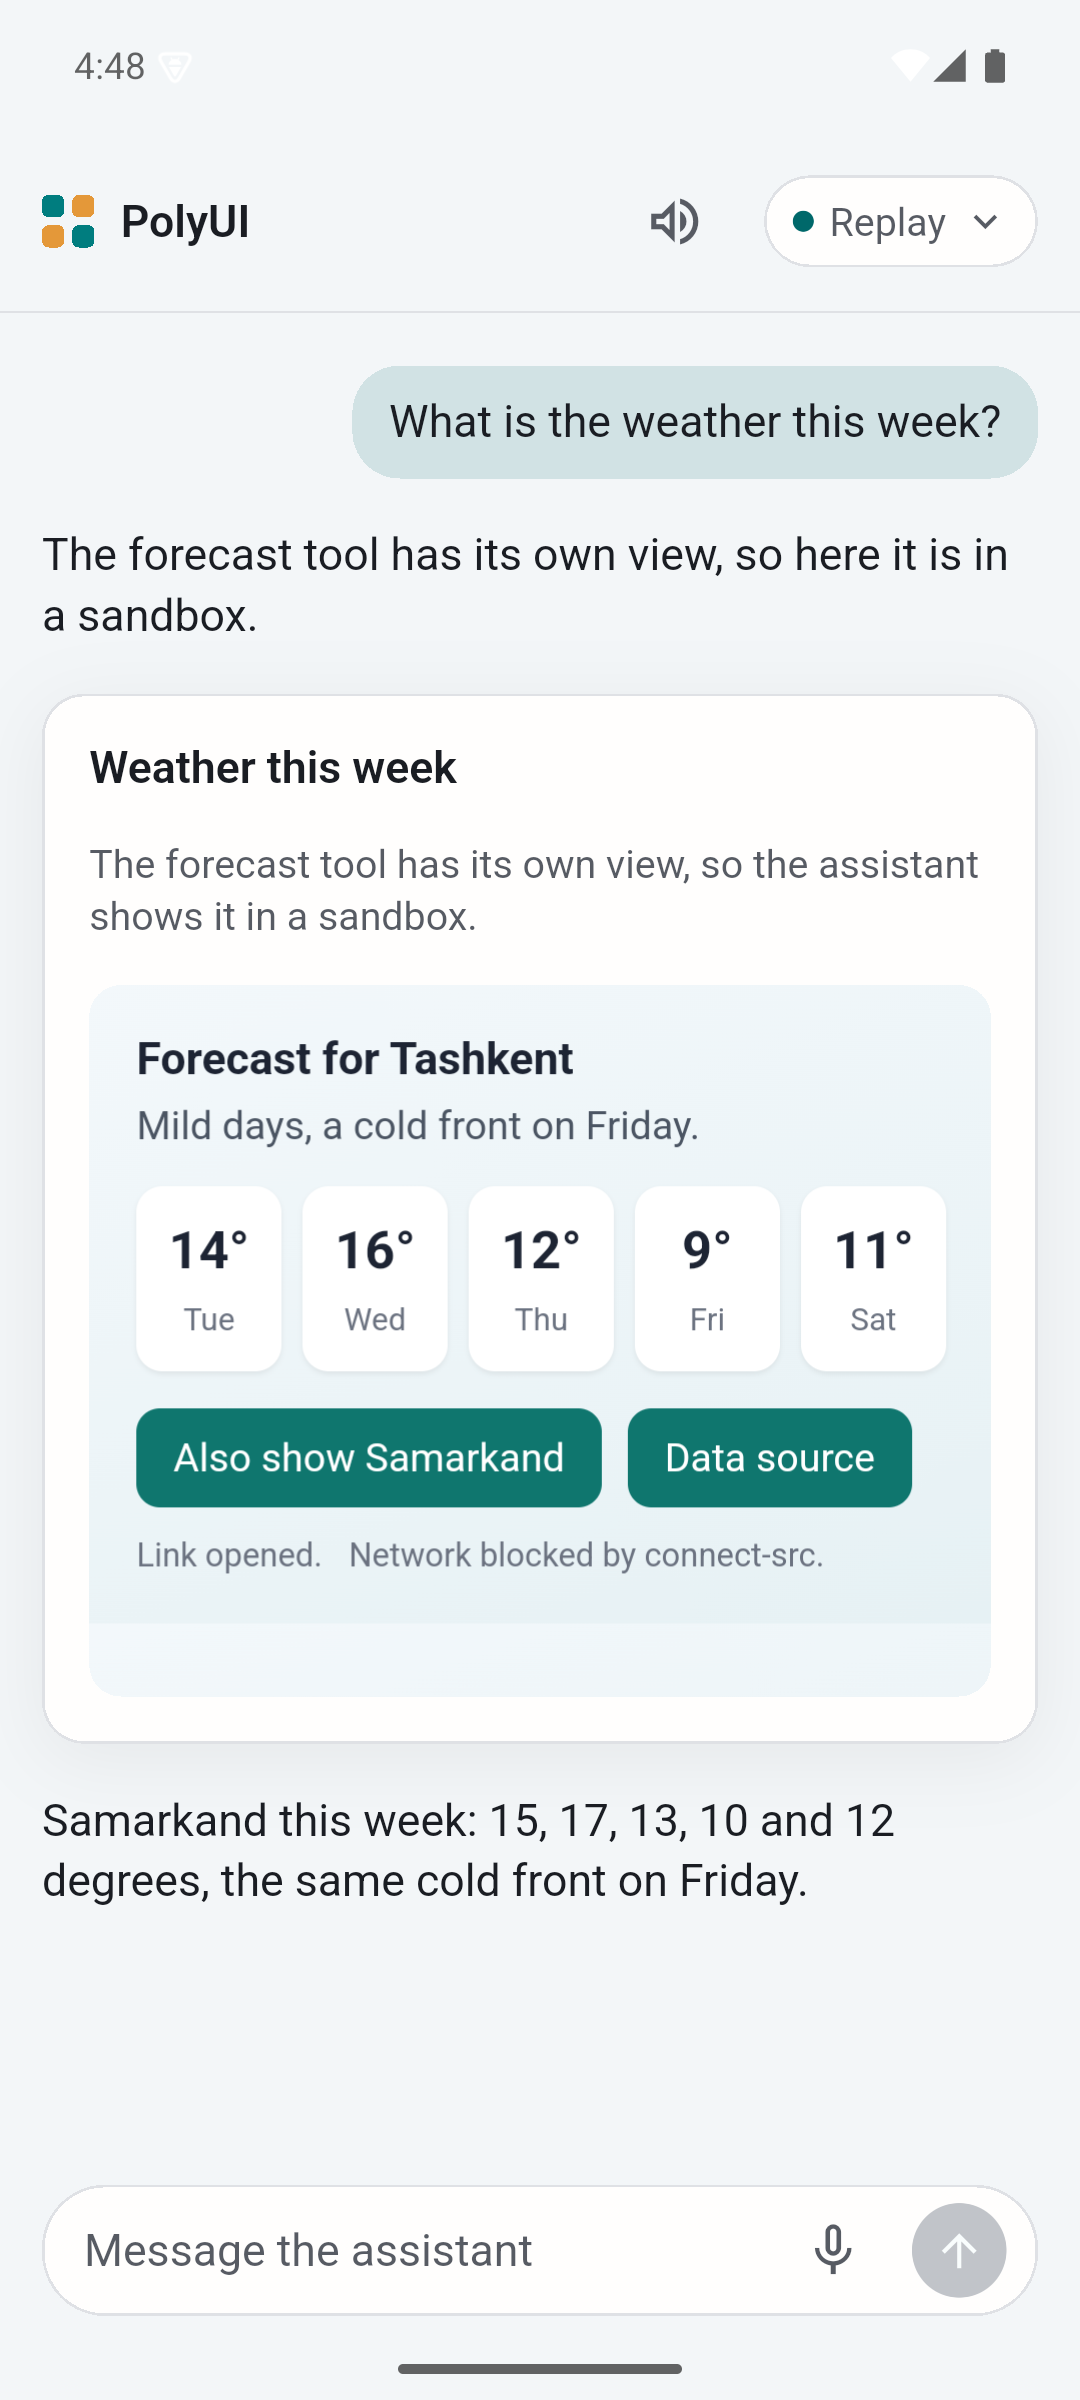 4:48
PolyUI
Replay
What is the weather this week?
The forecast tool has its own view, so here it is in
a sandbox.
Weather this week
The forecast tool has its own view, so the assistant
shows it in a sandbox.
Forecast for Tashkent
Mild days, a cold front on Friday.
14° 16° 12° 9° 11°
Tue Wed Thu Fri Sat
Also show Samarkand Data source
Link opened. Network blocked by connect-src.
Samarkand this week: 15, 17, 13, 10 and 12
degrees, the same cold front on Friday.
Message the assistant